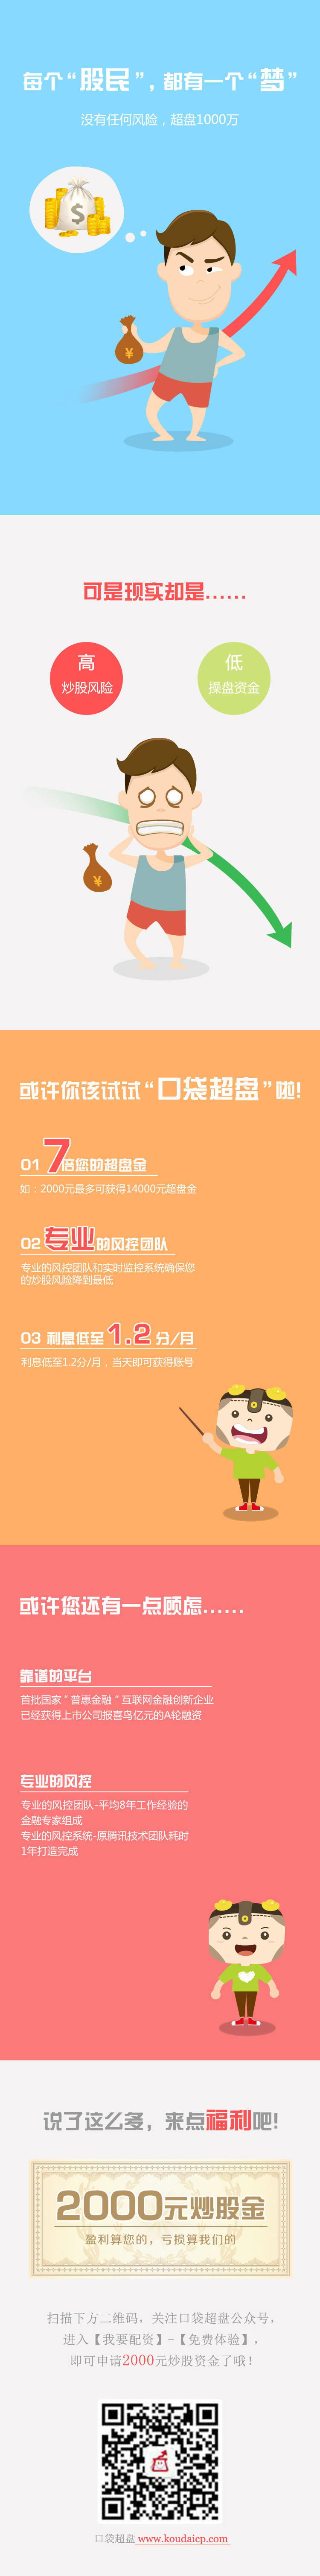 每个“股民”，都有一个“梦”
没有任何风险，超盘1000万
$
¥
可是现实却是......
高
炒股风险
低
操盘资金
¥
或许你该试试“口袋超盘”啦!
01 7倍您的超盘金
如：2000元最多可获得14000元超盘金
02 专业的风控团队
专业的风控团队和实时监控系统确保您
的炒股风险降到最低
03 利息低至1.2分/月
利息低至1.2分/月，当天即可获得账号
或许您还有一点顾虑......
靠谱的平台
首批国家＂普惠金融＂互联网金融创新企业
已经获得上市公司报喜鸟亿元的A轮融资
专业的风控
专业的风控团队-平均8年工作经验的
金融专家组成
专业的风控系统-原腾讯技术团队耗时
1年打造完成
说了这么多，来点福利吧!
2000元炒股金
盈利算您的，亏损算我们的
扫描下方二维码，关注口袋超盘公众号，
进入【我要配资】-【免费体验】，
即可申请2000元炒股资金了哦！
口袋超盘 www.koudaicp.com